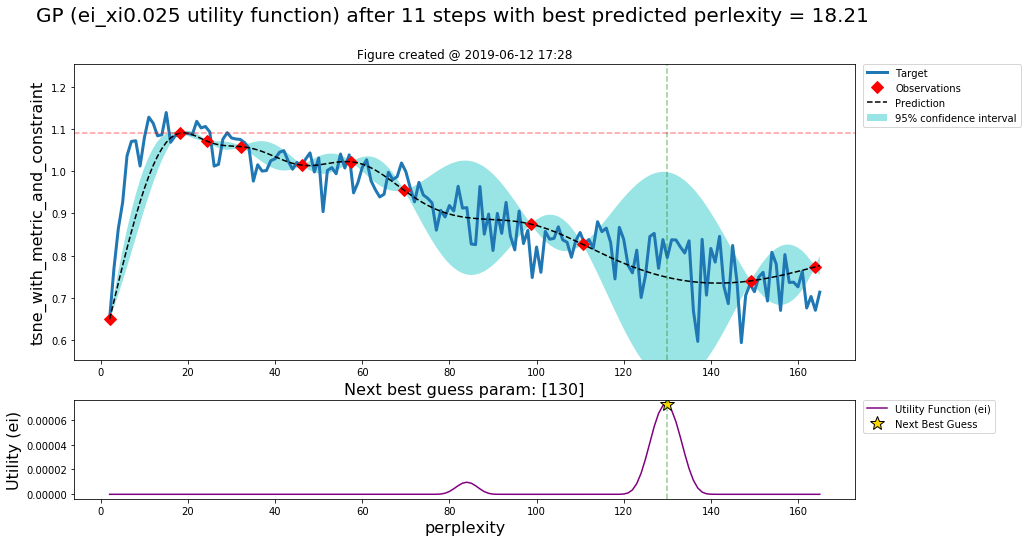 GP (ei_xi0.025 utility function) after 11 steps with best predicted perlexity = 18.21
Figure created @ 2019-06-12 17:28
tsne_with_metric_and_constraint
1.2
1.1
1.0
0.9
0.8
0.7
0.6
0 20 40 60 80 100 120 140 160
Target
Observations
Prediction
95% confidence interval
Next best guess param: [130]
Utility (ei)
0.00006
0.00004
0.00002
0.00000
0 20 40 60 80 100 120 140 160
perplexity
Utility Function (ei)
Next Best Guess